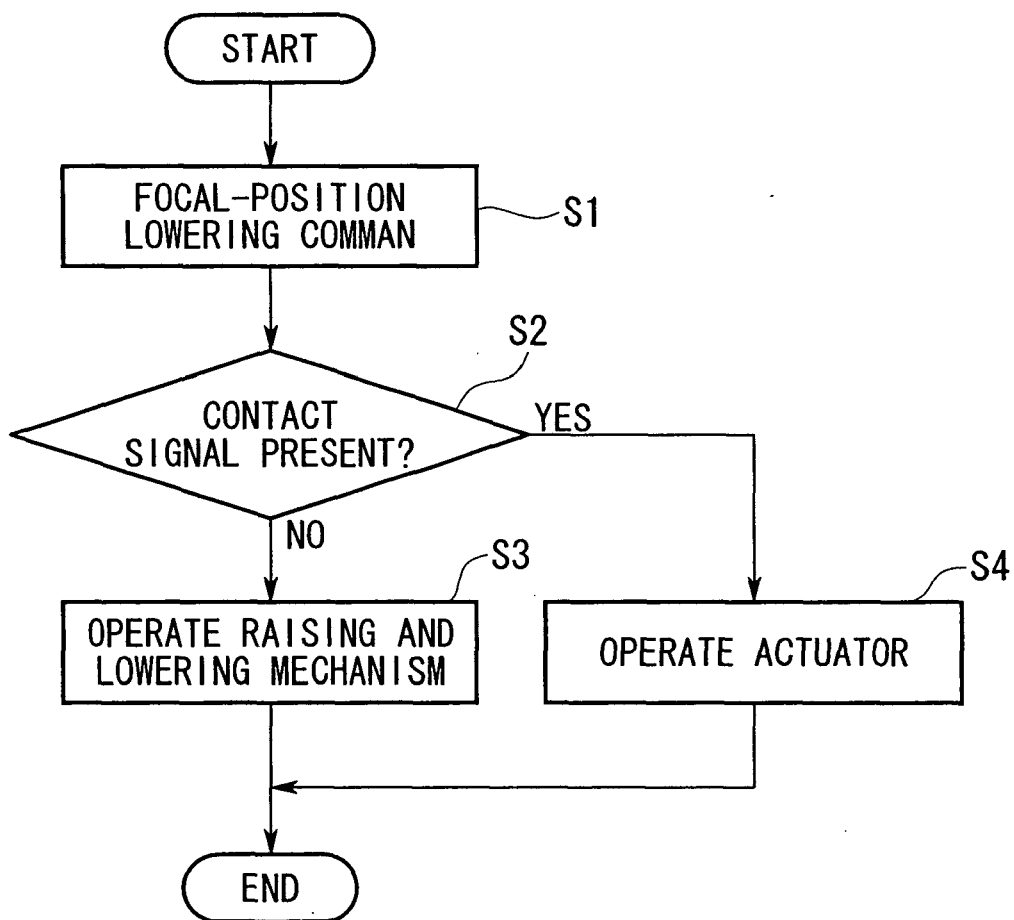 START
FOCAL-POSITION
LOWERING COMMAN
S1
S2
CONTACT
SIGNAL PRESENT?
YES
NO
S3
S4
OPERATE RAISING AND
LOWERING MECHANISM
OPERATE ACTUATOR
END